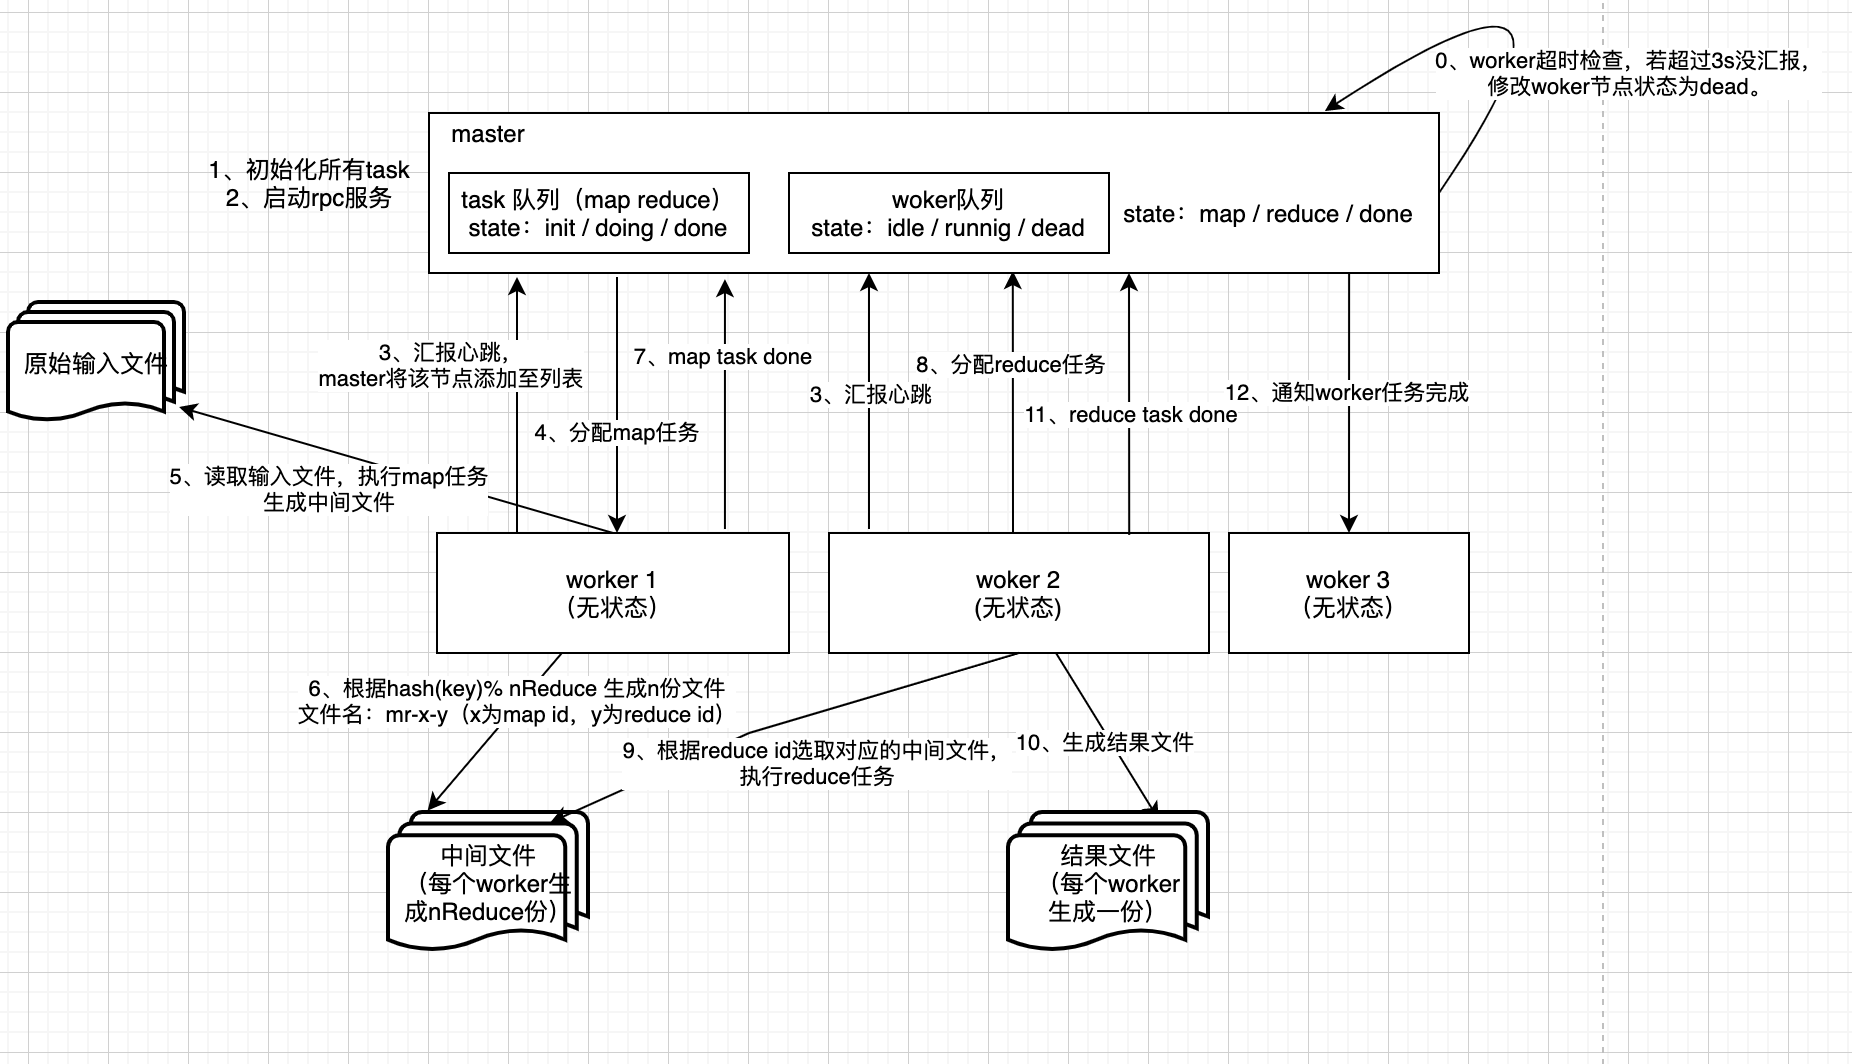 0、worker超时检查，若超过3s没汇报，
修改woker节点状态为dead。
master
1、初始化所有task
2、启动rpc服务
task 队列（map reduce）
state：init / doing / done
woker队列
state：idle / runnig / dead
state：map / reduce / done
原始输入文件
3、汇报心跳，
master将该节点添加至列表
7、map task done
4、分配map任务
3、汇报心跳
8、分配reduce任务
11、reduce task done
12、通知worker任务完成
5、读取输入文件，执行map任务
生成中间文件
worker 1
（无状态）
woker 2
(无状态)
woker 3
（无状态）
6、根据hash(key)% nReduce 生成n份文件
文件名：mr-x-y（x为map id，y为reduce id）
9、根据reduce id选取对应的中间文件，
执行reduce任务
10、生成结果文件
中间文件
（每个worker生
成nReduce份）
结果文件
（每个worker
生成一份）